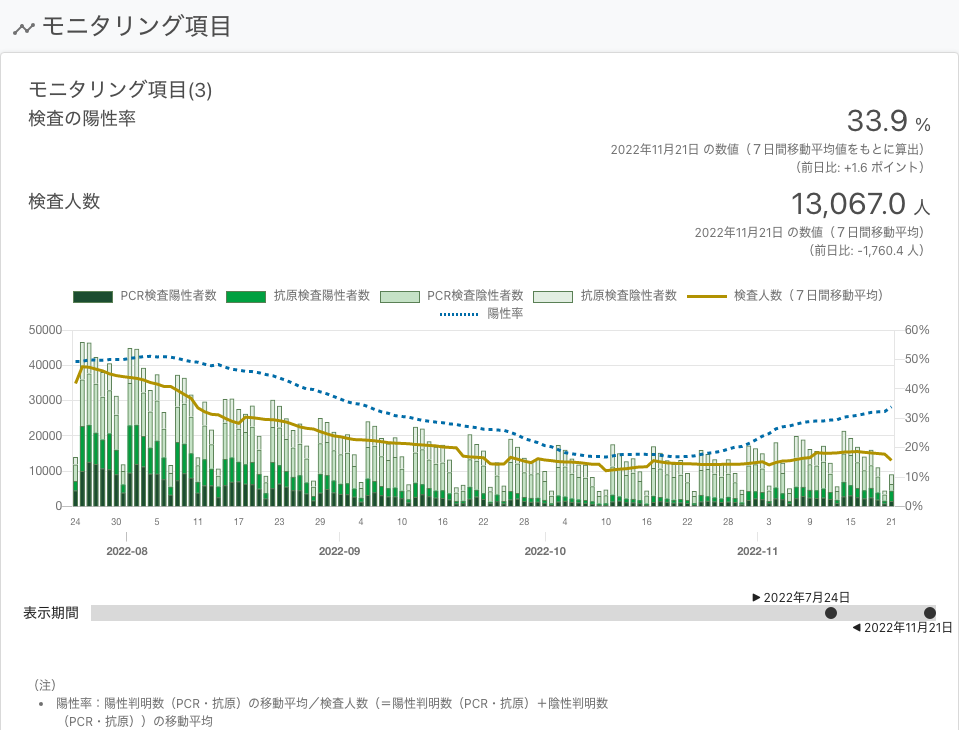 モニタリング項目
モニタリング項目(3)
検査の陽性率
33.9 %
2022年11月21日 の数値（７日間移動平均値をもとに算出）
（前日比: +1.6 ポイント）
検査人数
13,067.0 人
2022年11月21日 の数値（７日間移動平均）
（前日比: -1,760.4 人）
PCR検査陽性者数 抗原検査陽性者数 PCR検査陰性者数 抗原検査陰性者数 検査人数（７日間移動平均）
陽性率
50000 60%
50%
40000
40%
30000
30%
20000
20%
10000
10%
0 0%
24 30 5 11 17 23 29 4 10 16 22 28 4 10 16 22 28 3 9 15 21
2022-08 2022-09 2022-10 2022-11
▶ 2022年7月24日
表示期間
◀ 2022年11月21日
（注）
• 陽性率：陽性判明数（PCR・抗原）の移動平均／検査人数（＝陽性判明数（PCR・抗原）＋陰性判明数
（PCR・抗原））の移動平均